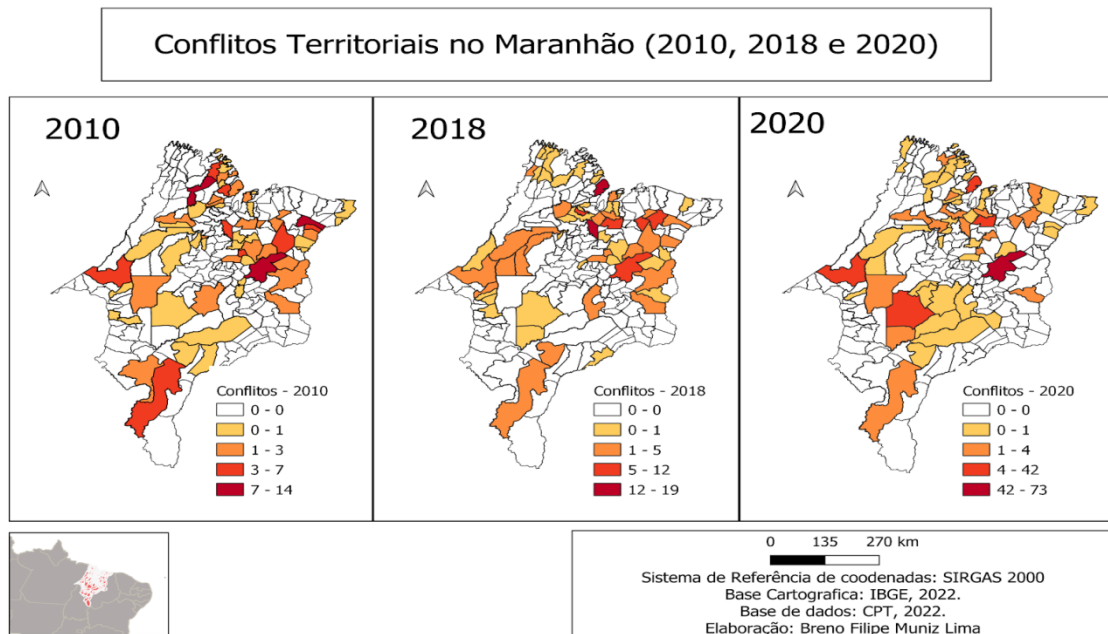 Conflitos Territoriais no Maranhão (2010, 2018 e 2020)
2010
Conflitos - 2010
0 - 0
0 - 1
1 - 3
3 - 7
7 - 14
2018
Conflitos - 2018
0 - 0
0 - 1
1 - 5
5 - 12
12 - 19
2020
Conflitos - 2020
0 - 0
0 - 1
1 - 4
4 - 42
42 - 73
0 135 270 km
Sistema de Referência de coodenadas: SIRGAS 2000
Base Cartografica: IBGE, 2022.
Base de dados: CPT, 2022.
Elaboração: Breno Filipe Muniz Lima